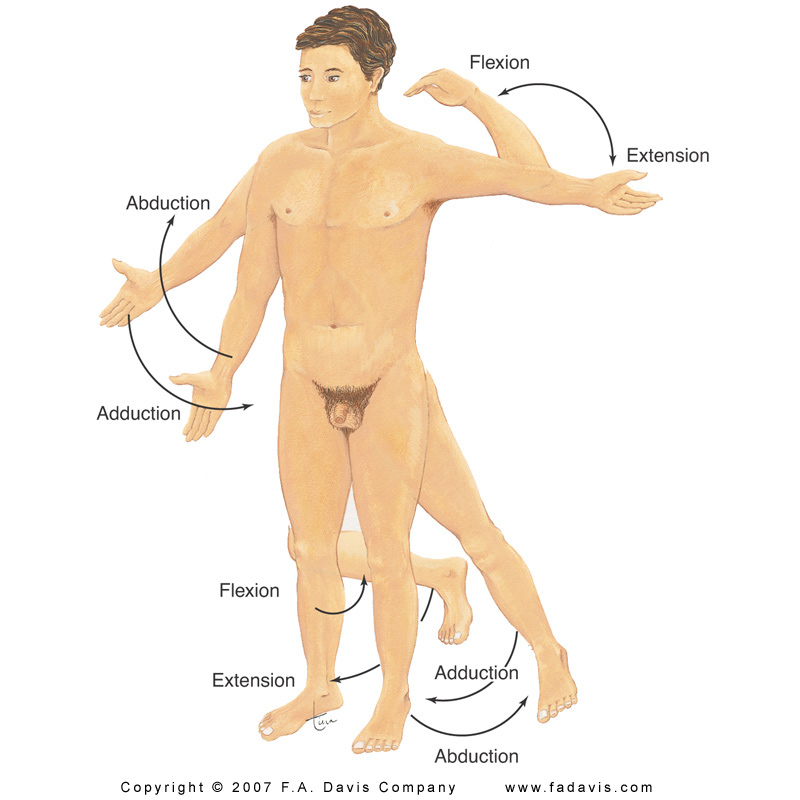 Flexion
Extension
Abduction
Adduction
Flexion
Extension
Adduction
Abduction
Copyright © 2007 F.A. Davis Company www.fadavis.com